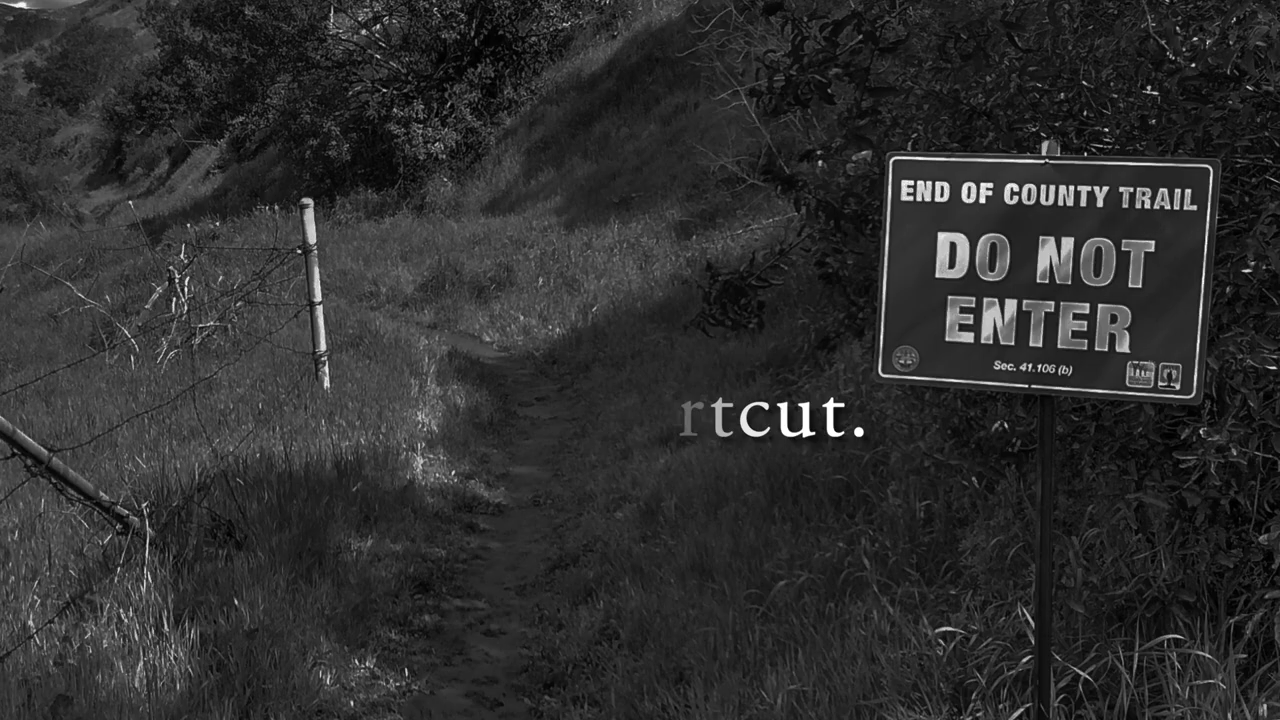 END OF COUNTY TRAIL
DO NOT
ENTER
Sec. 41.106 (b)
rtcut.